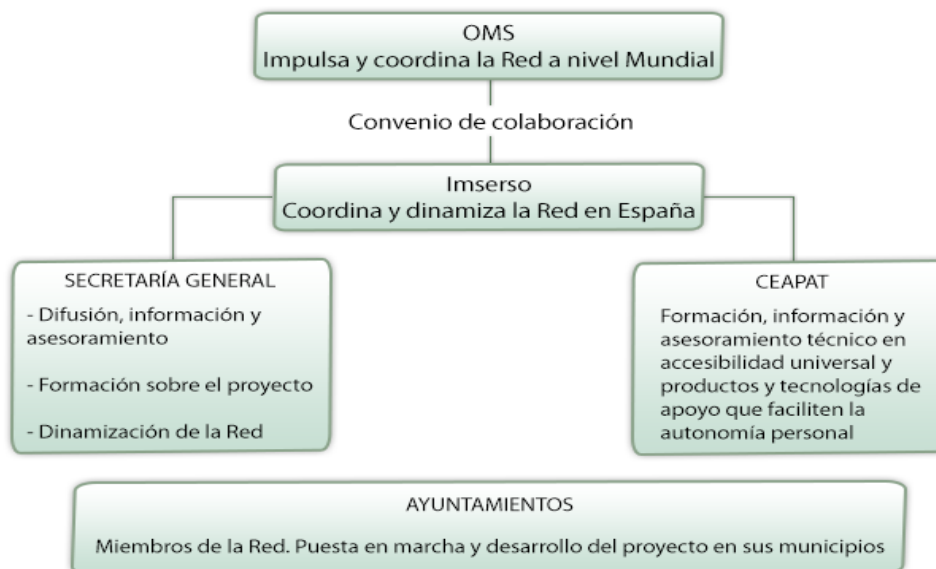 OMS
Impulsa y coordina la Red a nivel Mundial
Convenio de colaboración
Imserso
Coordina y dinamiza la Red en España
SECRETARÍA GENERAL
- Difusión, información y
asesoramiento
- Formación sobre el proyecto
- Dinamización de la Red
CEAPAT
Formación, información y
asesoramiento técnico en
accesibilidad universal y
productos y tecnologías de
apoyo que faciliten la
autonomía personal
AYUNTAMIENTOS
Miembros de la Red. Puesta en marcha y desarrollo del proyecto en sus municipios